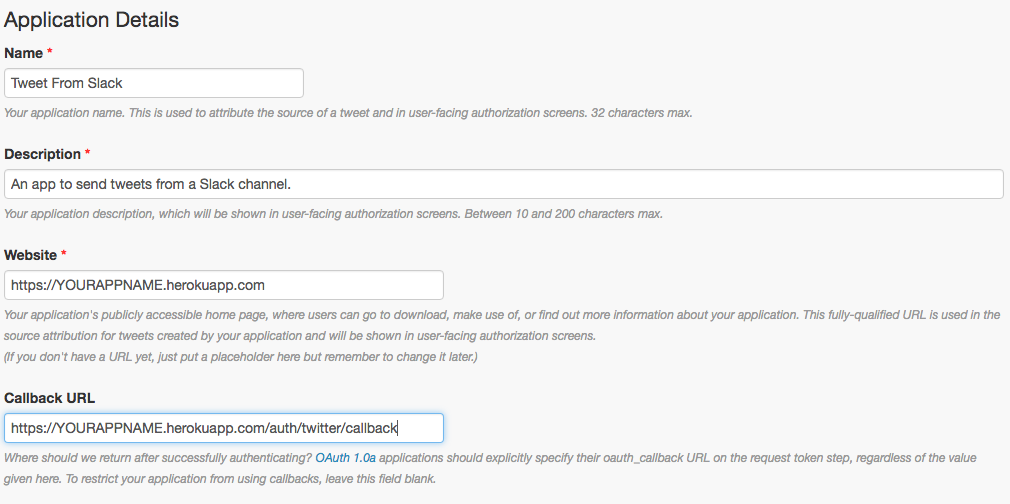 Application Details
Name *
Tweet From Slack
Your application name. This is used to attribute the source of a tweet and in user-facing authorization screens. 32 characters max.
Description *
An app to send tweets from a Slack channel.
Your application description, which will be shown in user-facing authorization screens. Between 10 and 200 characters max.
Website *
https://YOURAPPNAME.herokuapp.com
Your application's publicly accessible home page, where users can go to download, make use of, or find out more information about your application. This fully-qualified URL is used in the
source attribution for tweets created by your application and will be shown in user-facing authorization screens.
(If you don't have a URL yet, just put a placeholder here but remember to change it later.)
Callback URL
https://YOURAPPNAME.herokuapp.com/auth/twitter/callback
Where should we return after successfully authenticating? OAuth 1.0a applications should explicitly specify their oauth_callback URL on the request token step, regardless of the value
given here. To restrict your application from using callbacks, leave this field blank.